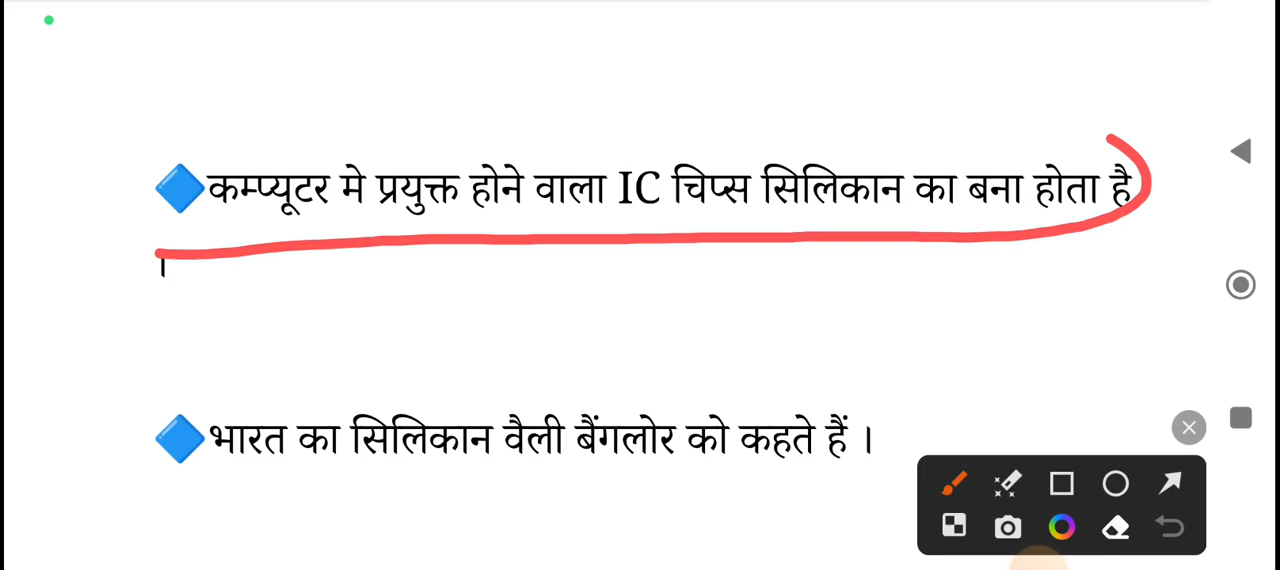 🔷कम्प्यूटर मे प्रयुक्त होने वाला IC चिप्स सिलिकान का बना होता है
।
🔷भारत का सिलिकान वैली बैंगलोर को कहते हैं ।